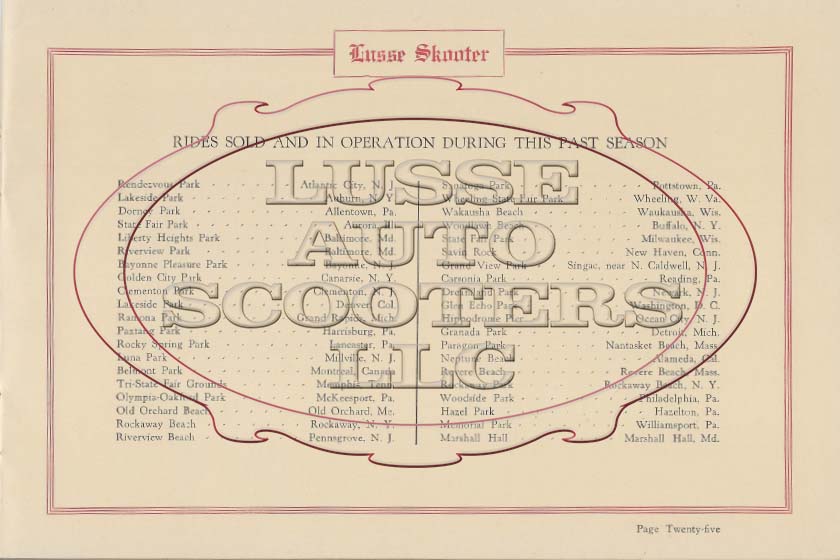 Lusse Skooter
RIDES SOLD AND IN OPERATION DURING THIS PAST SEASON
LUSSE
AUTO
SCOOTERS
LLC
Rendezvous Park Atlantic City, N. J.
Lakeside Park Auburn, N. Y.
Dorney Park Allentown, Pa.
State Fair Park Aurora, Ill.
Liberty Heights Park Baltimore, Md.
Riverview Park Baltimore, Md.
Bayonne Pleasure Park Bayonne, N. J.
Golden City Park Canarsie, N. Y.
Clementon Park Clementon, N. J.
Lakeside Park Denver, Col.
Ramona Park Grand Rapids, Mich.
Paxtang Park Harrisburg, Pa.
Rocky Spring Park Lancaster, Pa.
Luna Park Millville, N. J.
Belmont Park Montreal, Canada
Tri-State Fair Grounds Memphis, Tenn.
Olympia-Oakford Park McKeesport, Pa.
Old Orchard Beach Old Orchard, Me.
Rockaway Beach Rockaway, N. Y.
Riverview Beach Pennsgrove, N. J.
Saratoga Park Pottstown, Pa.
Wheeling State Fair Park Wheeling, W. Va.
Wakausha Beach Waukausha, Wis.
Woodlawn Beach Buffalo, N. Y.
State Fair Park Milwaukee, Wis.
Savin Rock New Haven, Conn.
Grand View Park Singac, near N. Caldwell, N. J.
Carsonia Park Reading, Pa.
Dreamland Park Newark, N. J.
Glen Echo Park Washington, D. C.
Hippodrome Pier Ocean City, N. J.
Granada Park Detroit, Mich.
Paragon Park Nantasket Beach, Mass.
Neptune Beach Alameda, Cal.
Revere Beach Revere Beach, Mass.
Rockaway Park Rockaway Beach, N. Y.
Woodside Park Philadelphia, Pa.
Hazel Park Hazelton, Pa.
Memorial Park Williamsport, Pa.
Marshall Hall Marshall Hall, Md.
Page Twenty-five